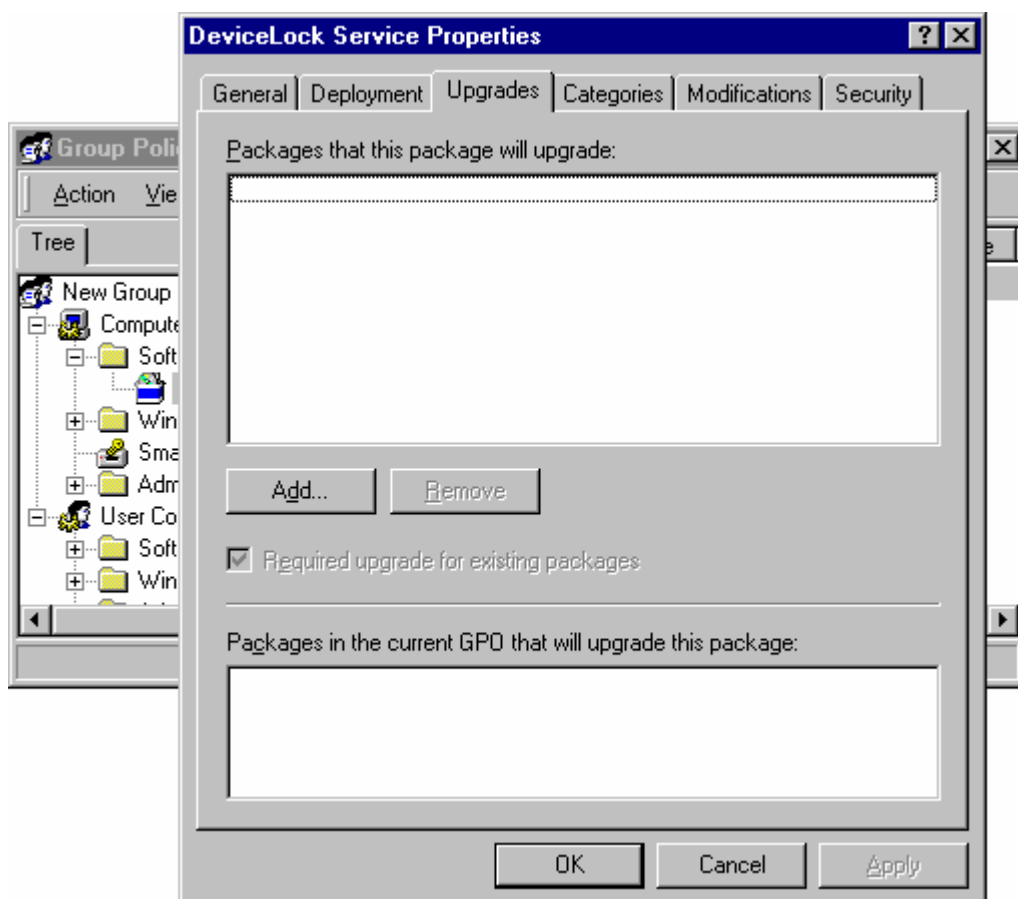 DeviceLock Service Properties
General Deployment Upgrades Categories Modifications Security
Group Poli
Packages that this package will upgrade:
Action Vie
Tree
e
New Group
Compute
Soft
Win
Sma
Adm
User Co
Soft
Win
Add... Remove
Required upgrade for existing packages
Packages in the current GPO that will upgrade this package:
OK Cancel Apply